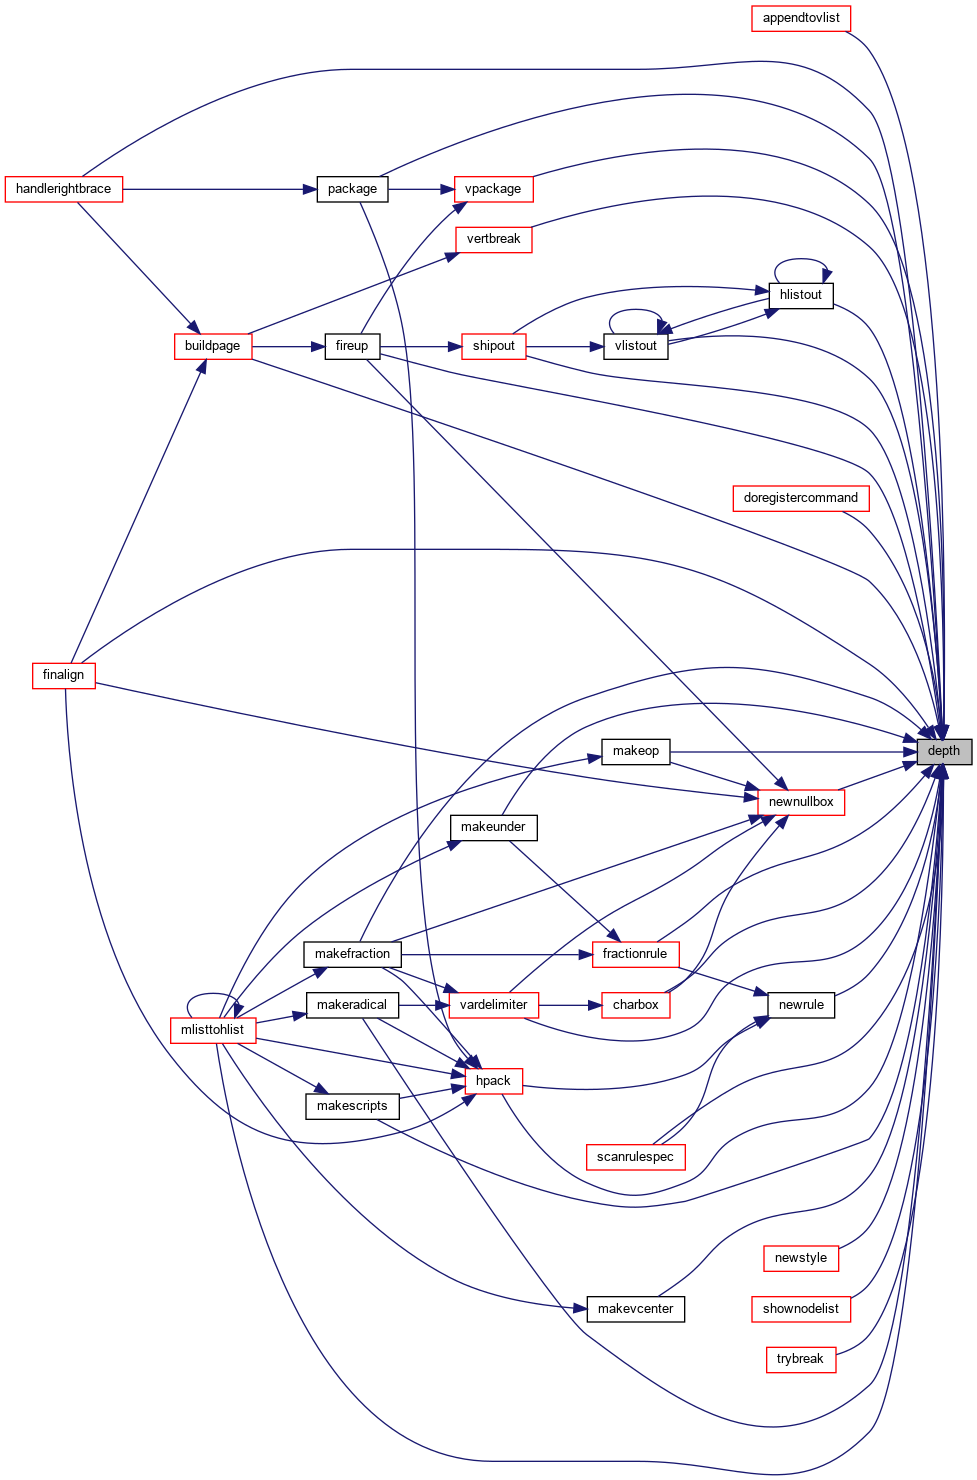 appendtovlist
handlerightbrace
package
vpackage
vertbreak
hlistout
buildpage
fireup
shipout
vlistout
doregistercommand
finalign
makeop
depth
newnullbox
makeunder
makefraction
fractionrule
makeradical
vardelimiter
charbox
newrule
mlisttohlist
hpack
makescripts
scanrulespec
newstyle
makevcenter
shownodelist
trybreak